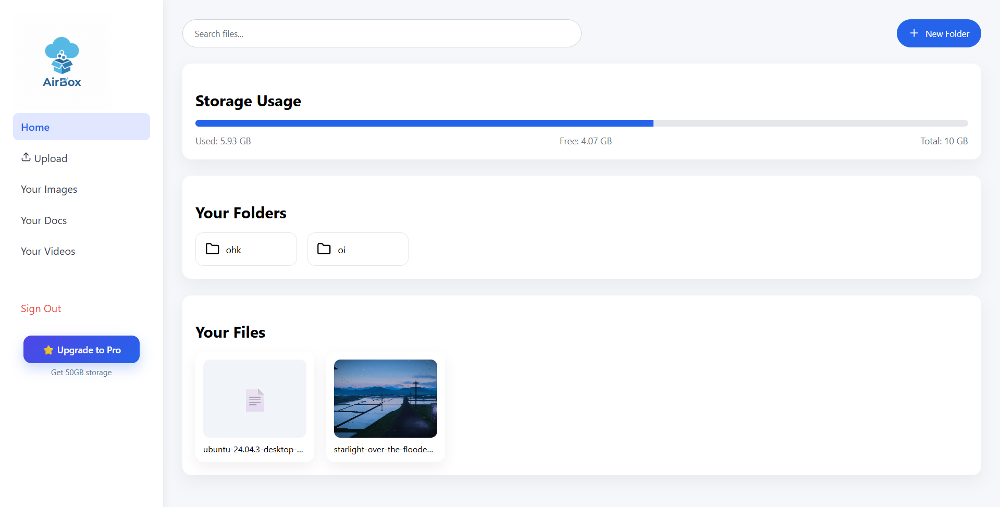 AirBox
Home
Upload
Your Images
Your Docs
Your Videos
Sign Out
⭐ Upgrade to Pro
Get 50GB storage
Search files...
+ New Folder
Storage Usage
Used: 5.93 GB
Free: 4.07 GB
Total: 10 GB
Your Folders
ohk
oi
Your Files
ubuntu-24.04.3-desktop-...
starlight-over-the-floode...